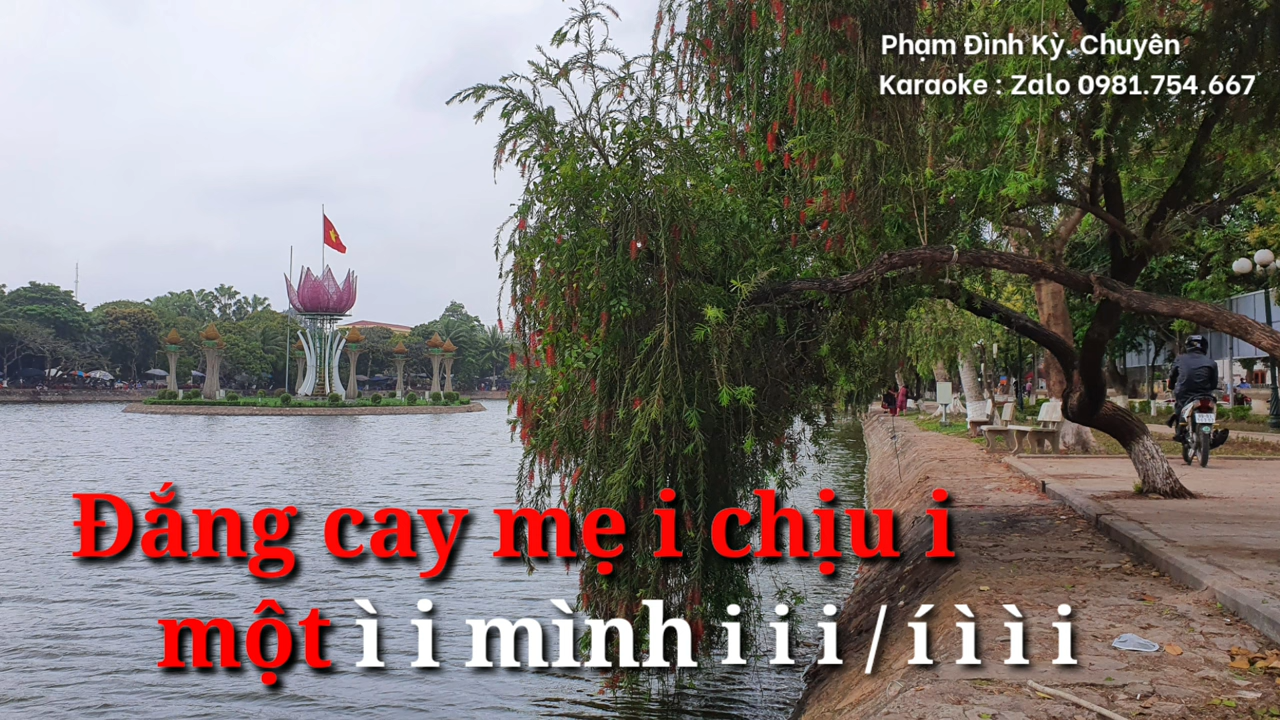 Phạm Đình Kỳ. Chuyên
Karaoke : Zalo 0981.754.667
Đắng cay mẹ i chịu i
một ì i mình i i i / í ì ì i